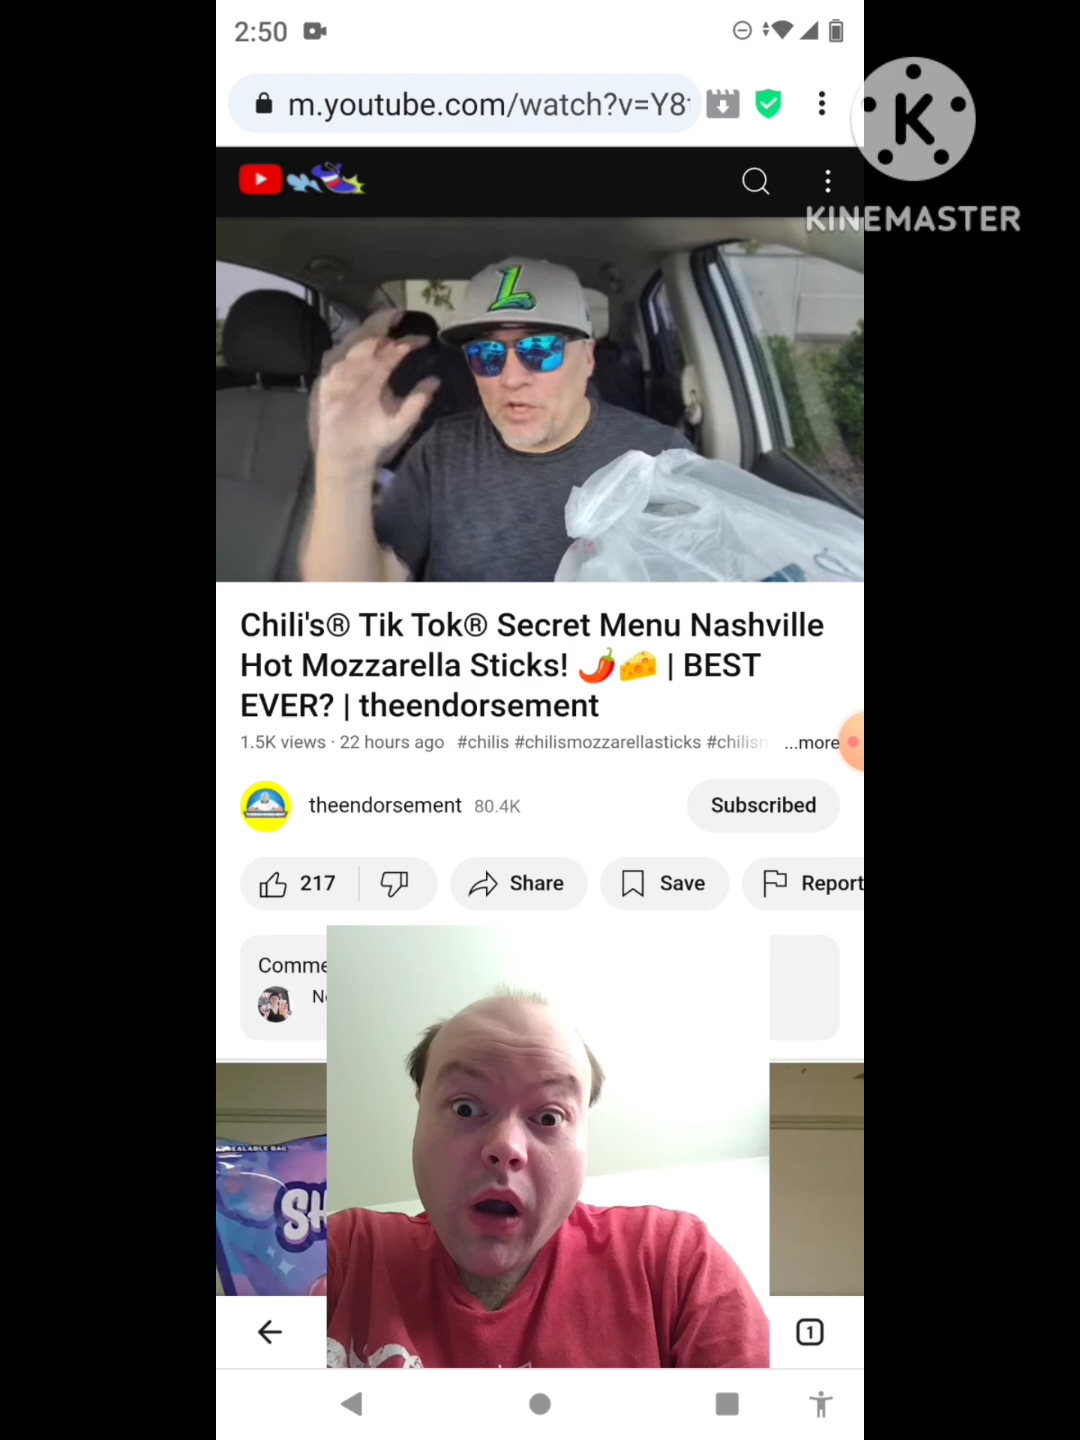 2:50
m.youtube.com/watch?v=Y8
K
KINEMASTER
L
Chili's® Tik Tok® Secret Menu Nashville
Hot Mozzarella Sticks! 🌶️🧀 | BEST
EVER? | theendorsement
1.5K views · 22 hours ago #chilis #chilismozzarellasticks #chilisn ...more
theendorsement 80.4K
Subscribed
217
Share
Save
Report
Comme
SH
1